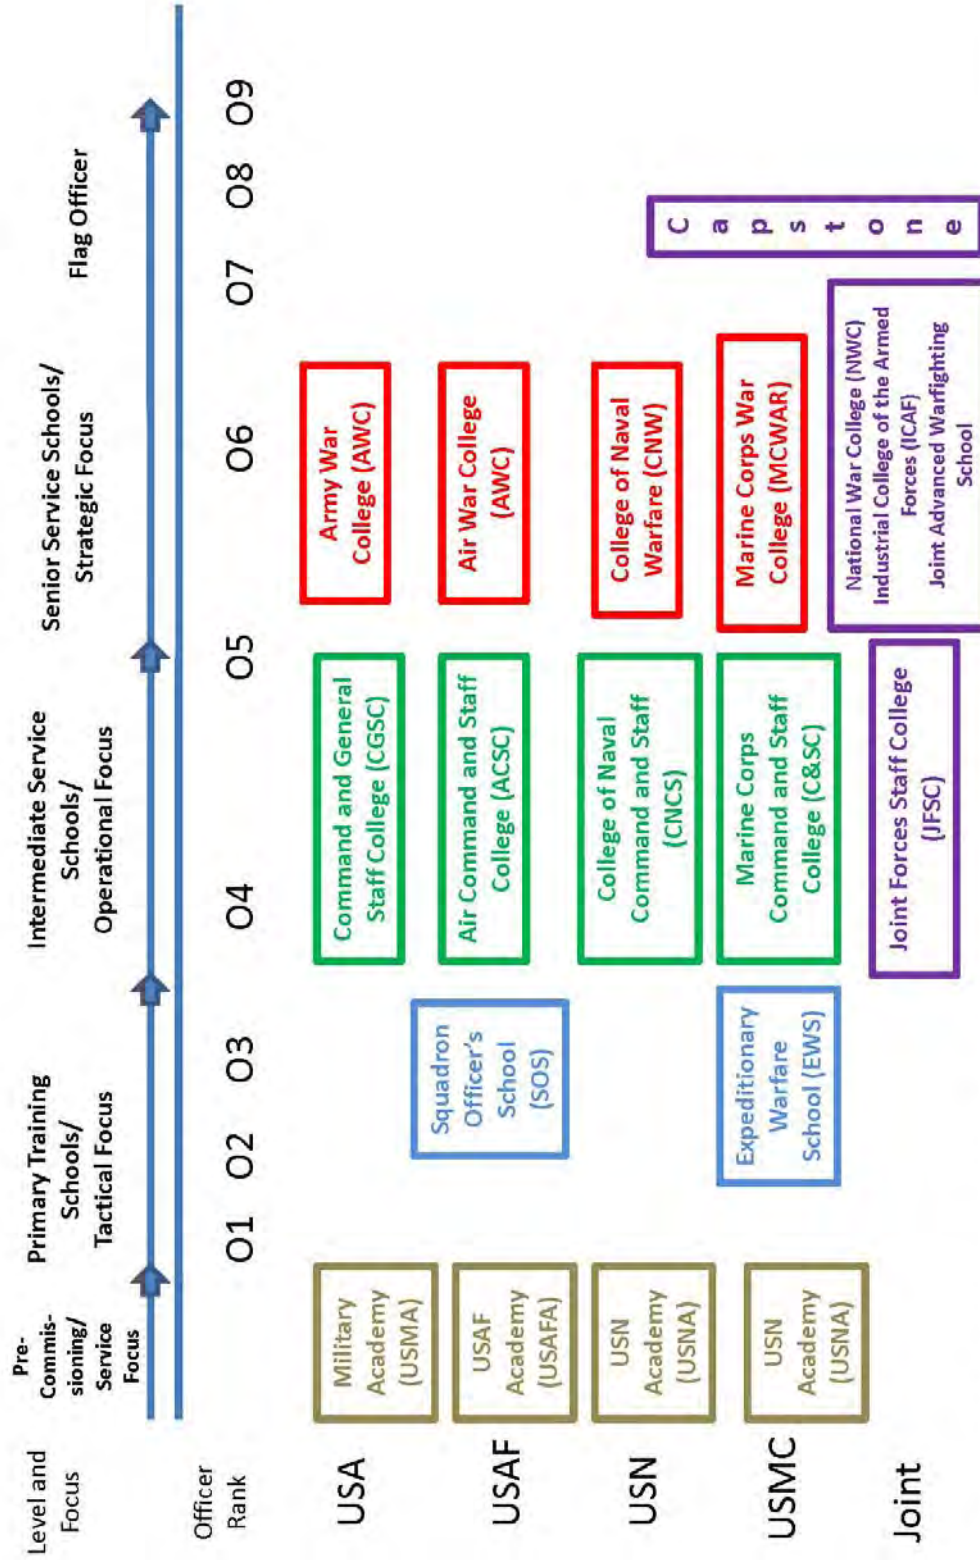 Level and
Focus
Pre-
Commis-
sioning/
Service
Focus
Primary Training
Schools/
Tactical Focus
Intermediate Service
Schools/
Operational Focus
Senior Service Schools/
Strategic Focus
Flag Officer
Officer
Rank
O1
O2
O3
O4
O5
O6
O7
O8
O9
USA
Military
Academy
(USMA)
Command and General
Staff College (CGSC)
Army War
College (AWC)
USAF
USAF
Academy
(USAFA)
Squadron
Officer's
School
(SOS)
Air Command and Staff
College (ACSC)
Air War College
(AWC)
USN
USN
Academy
(USNA)
College of Naval
Command and Staff
(CNCS)
College of Naval
Warfare (CNW)
USMC
USN
Academy
(USNA)
Expeditionary
Warfare
School (EWS)
Marine Corps
Command and Staff
College (C&SC)
Marine Corps War
College (MCWAR)
Joint
Joint Forces Staff College
(JFSC)
National War College (NWC)
Industrial College of the Armed
Forces (ICAF)
Joint Advanced Warfighting
School
C
a
p
s
t
o
n
e